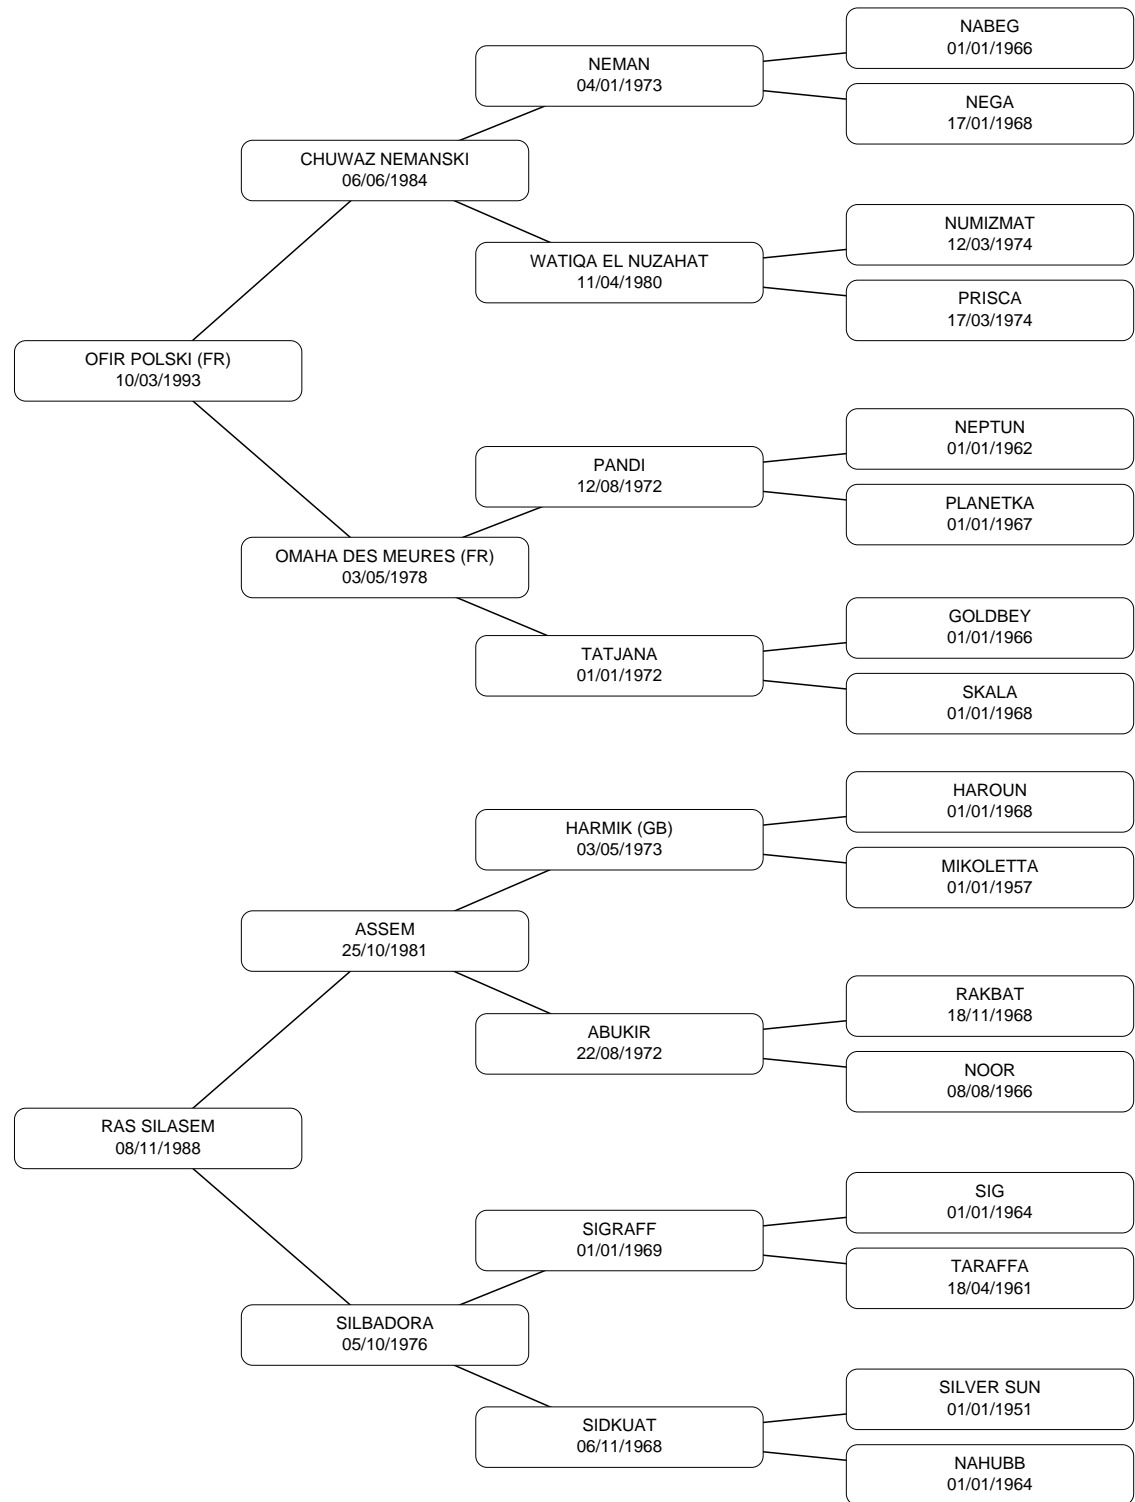 NABEG
01/01/1966
NEMAN
04/01/1973
NEGA
17/01/1968
CHUWAZ NEMANSKI
06/06/1984
NUMIZMAT
12/03/1974
WATIQA EL NUZAHAT
11/04/1980
PRISCA
17/03/1974
OFIR POLSKI (FR)
10/03/1993
NEPTUN
01/01/1962
PANDI
12/08/1972
PLANETKA
01/01/1967
OMAHA DES MEURES (FR)
03/05/1978
GOLDBEY
01/01/1966
TATJANA
01/01/1972
SKALA
01/01/1968
HAROUN
01/01/1968
HARMIK (GB)
03/05/1973
MIKOLETTA
01/01/1957
ASSEM
25/10/1981
RAKBAT
18/11/1968
ABUKIR
22/08/1972
NOOR
08/08/1966
RAS SILASEM
08/11/1988
SIG
01/01/1964
SIGRAFF
01/01/1969
TARAFFA
18/04/1961
SILBADORA
05/10/1976
SILVER SUN
01/01/1951
SIDKUAT
06/11/1968
NAHUBB
01/01/1964